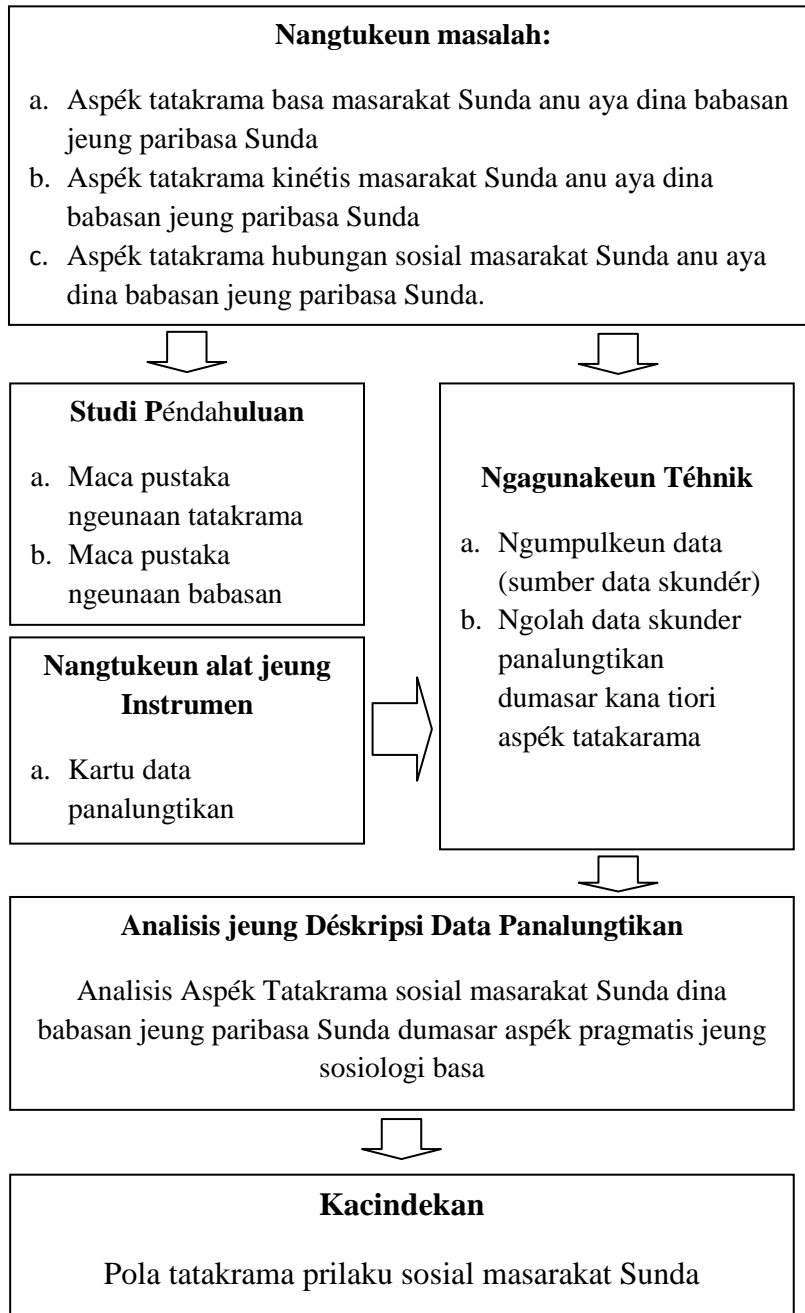 Nangtukeun masalah:
a. Aspék tatakrama basa masarakat Sunda anu aya dina babasan
jeung paribasa Sunda
b. Aspék tatakrama kinétis masarakat Sunda anu aya dina
babasan jeung paribasa Sunda
c. Aspék tatakrama hubungan sosial masarakat Sunda anu aya
dina babasan jeung paribasa Sunda.
Studi Péndahuluan
a. Maca pustaka
ngeunaan tatakrama
b. Maca pustaka
ngeunaan babasan
Nangtukeun alat jeung
Instrumen
a. Kartu data
panalungtikan
Ngagunakeun Téhnik
a. Ngumpulkeun data
(sumber data skundér)
b. Ngolah data skunder
panalungtikan
dumasar kana tiori
aspék tatakarama
Analisis jeung Déskripsi Data Panalungtikan
Analisis Aspék Tatakrama sosial masarakat Sunda dina
babasan jeung paribasa Sunda dumasar aspék pragmatis jeung
sosiologi basa
Kacindekan
Pola tatakrama prilaku sosial masarakat Sunda